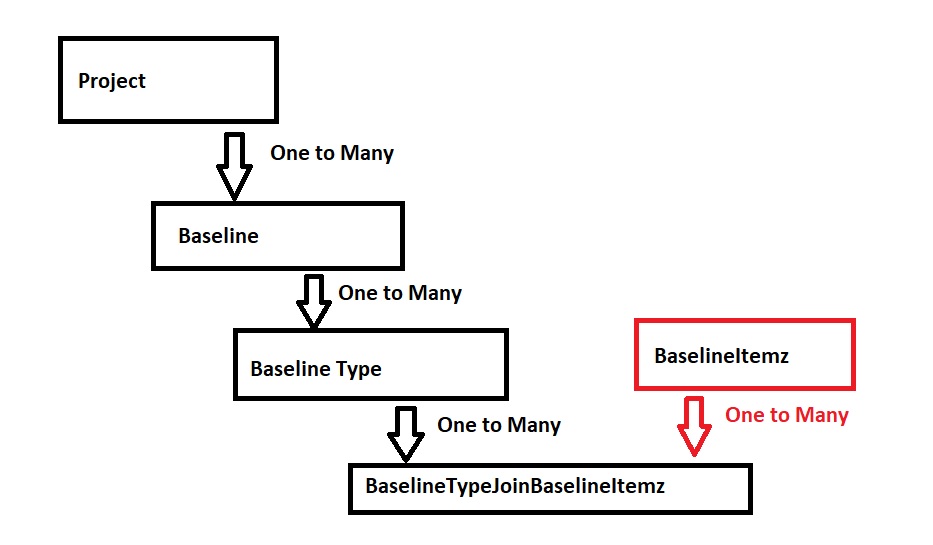 Project
One to Many
Baseline
One to Many
Baseline Type
BaselineItemz
One to Many
One to Many
BaselineTypeJoinBaselineItemz